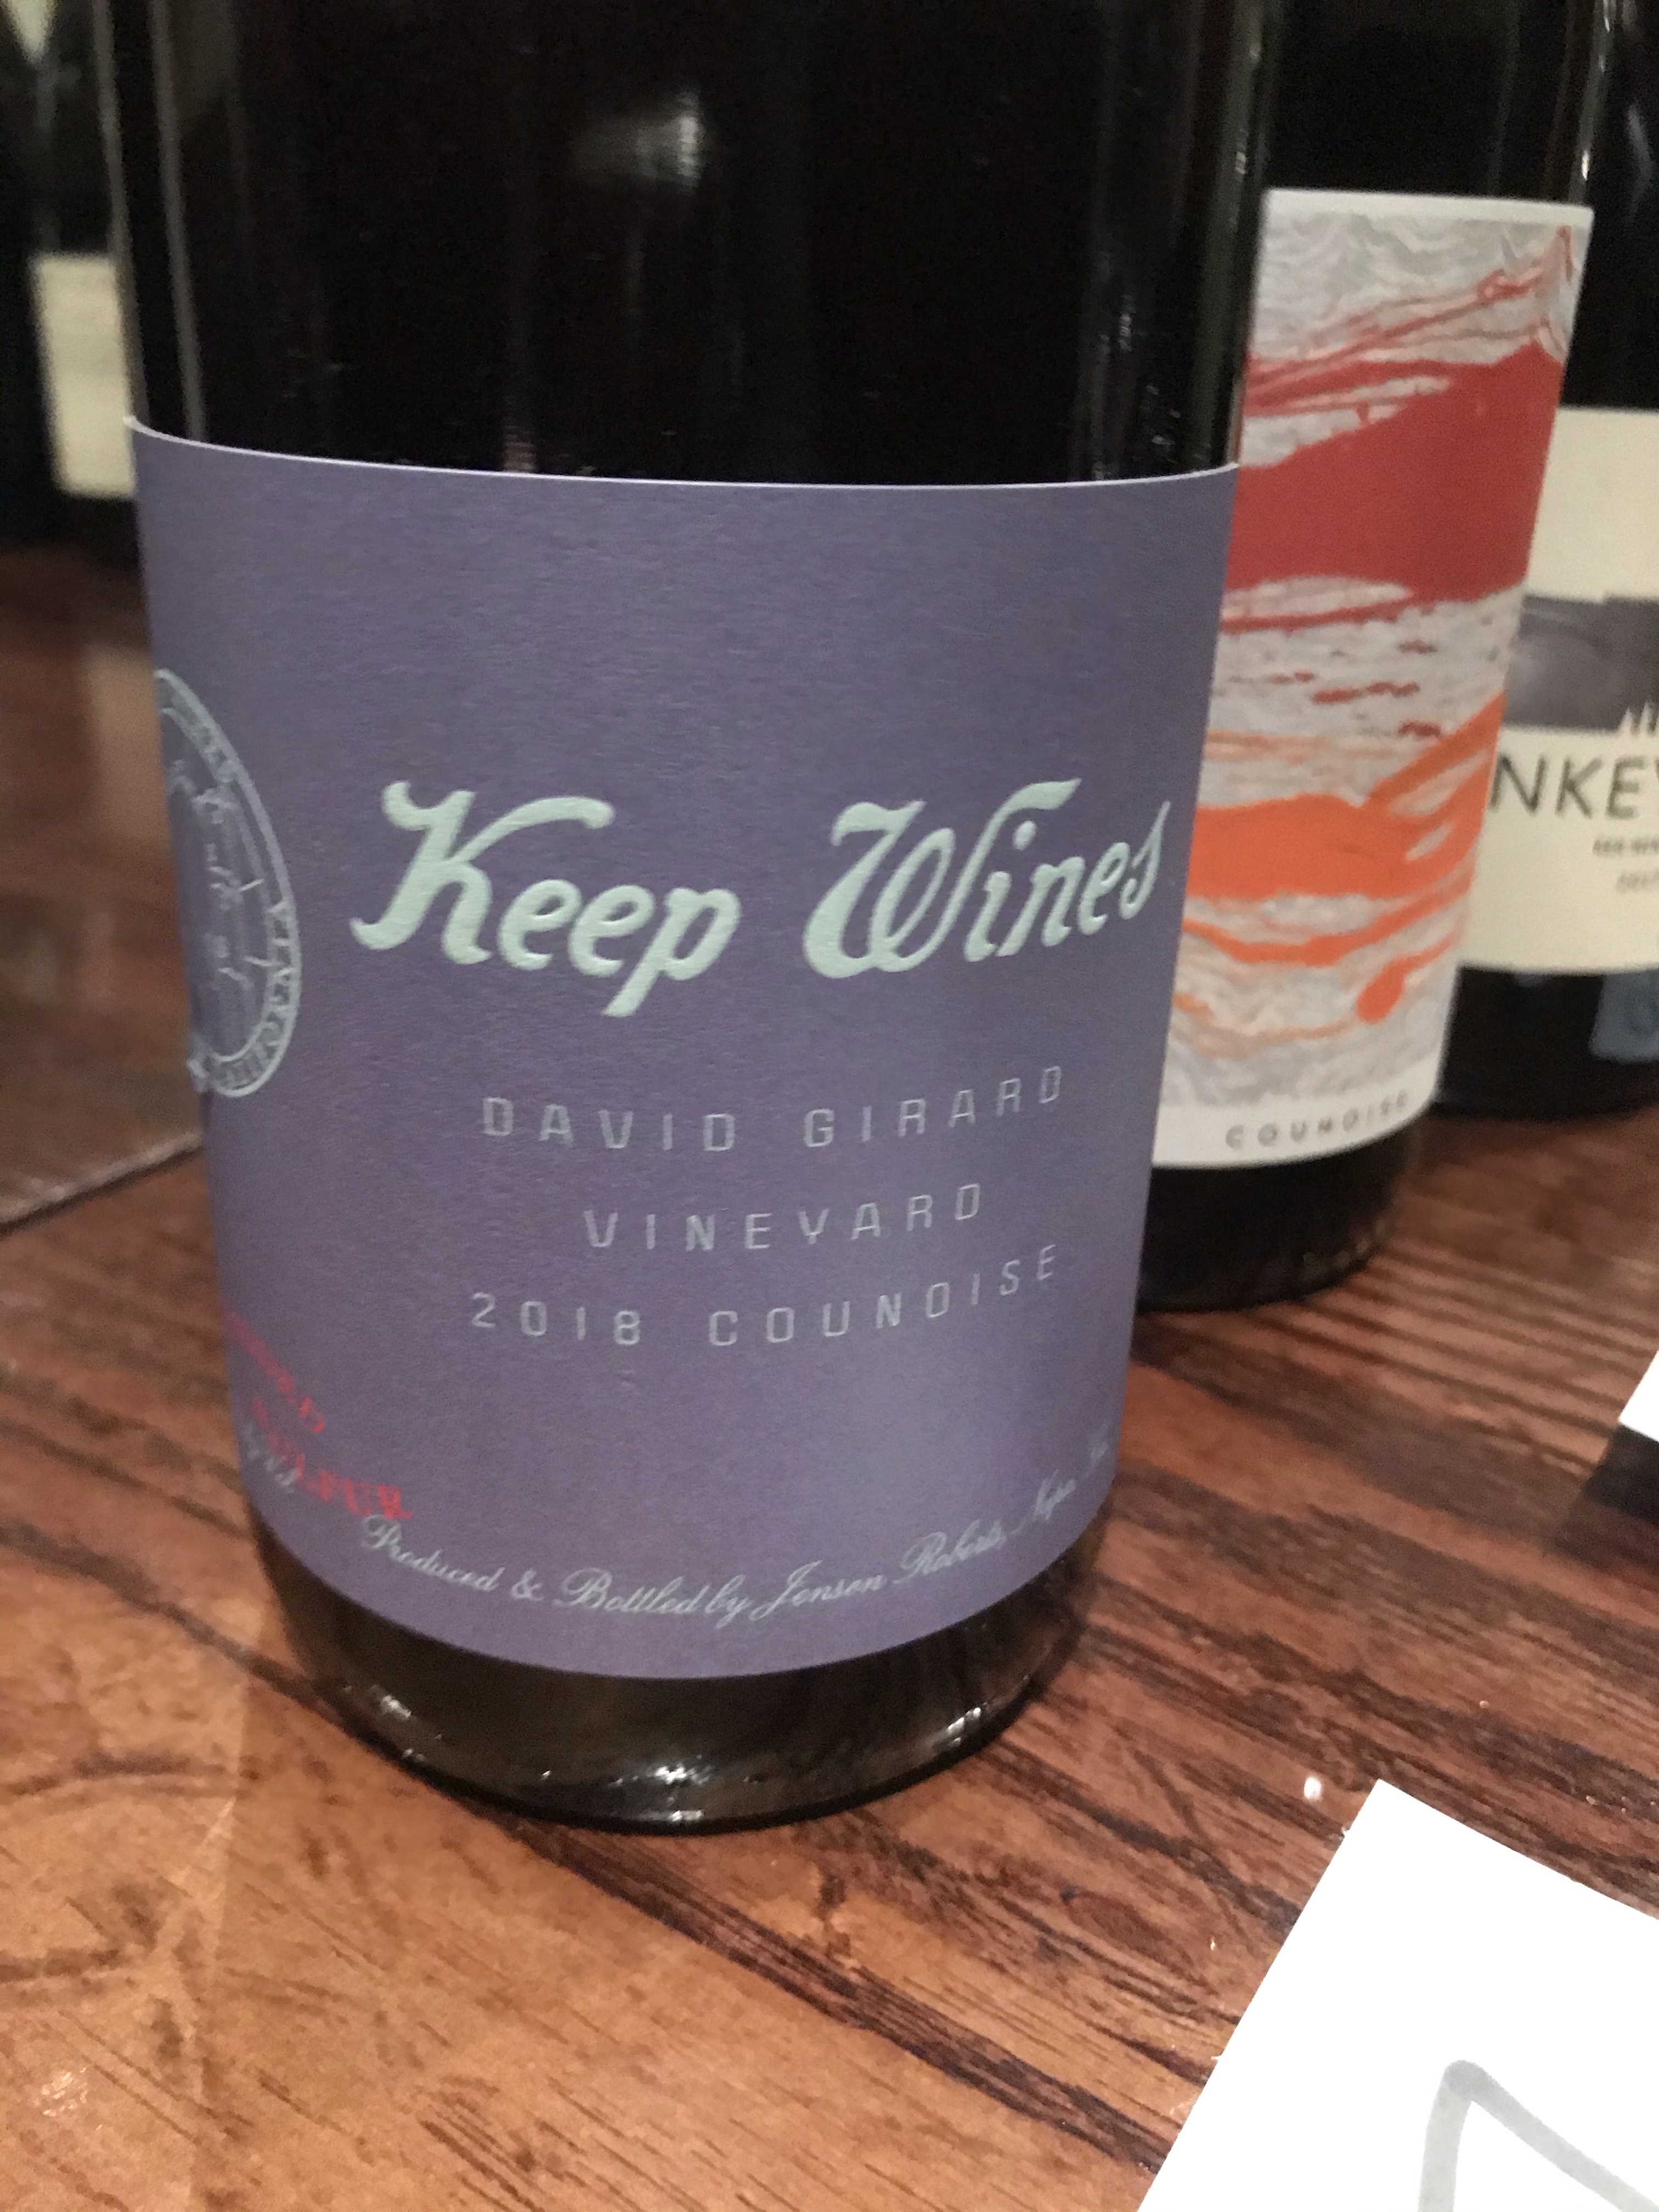 Keep Wines
DAVID GIRARD
VINEYARD
2018 COUNOISE
Produced & Bottled by Jensen Roberts, Napa
COUNOISE
NKEY